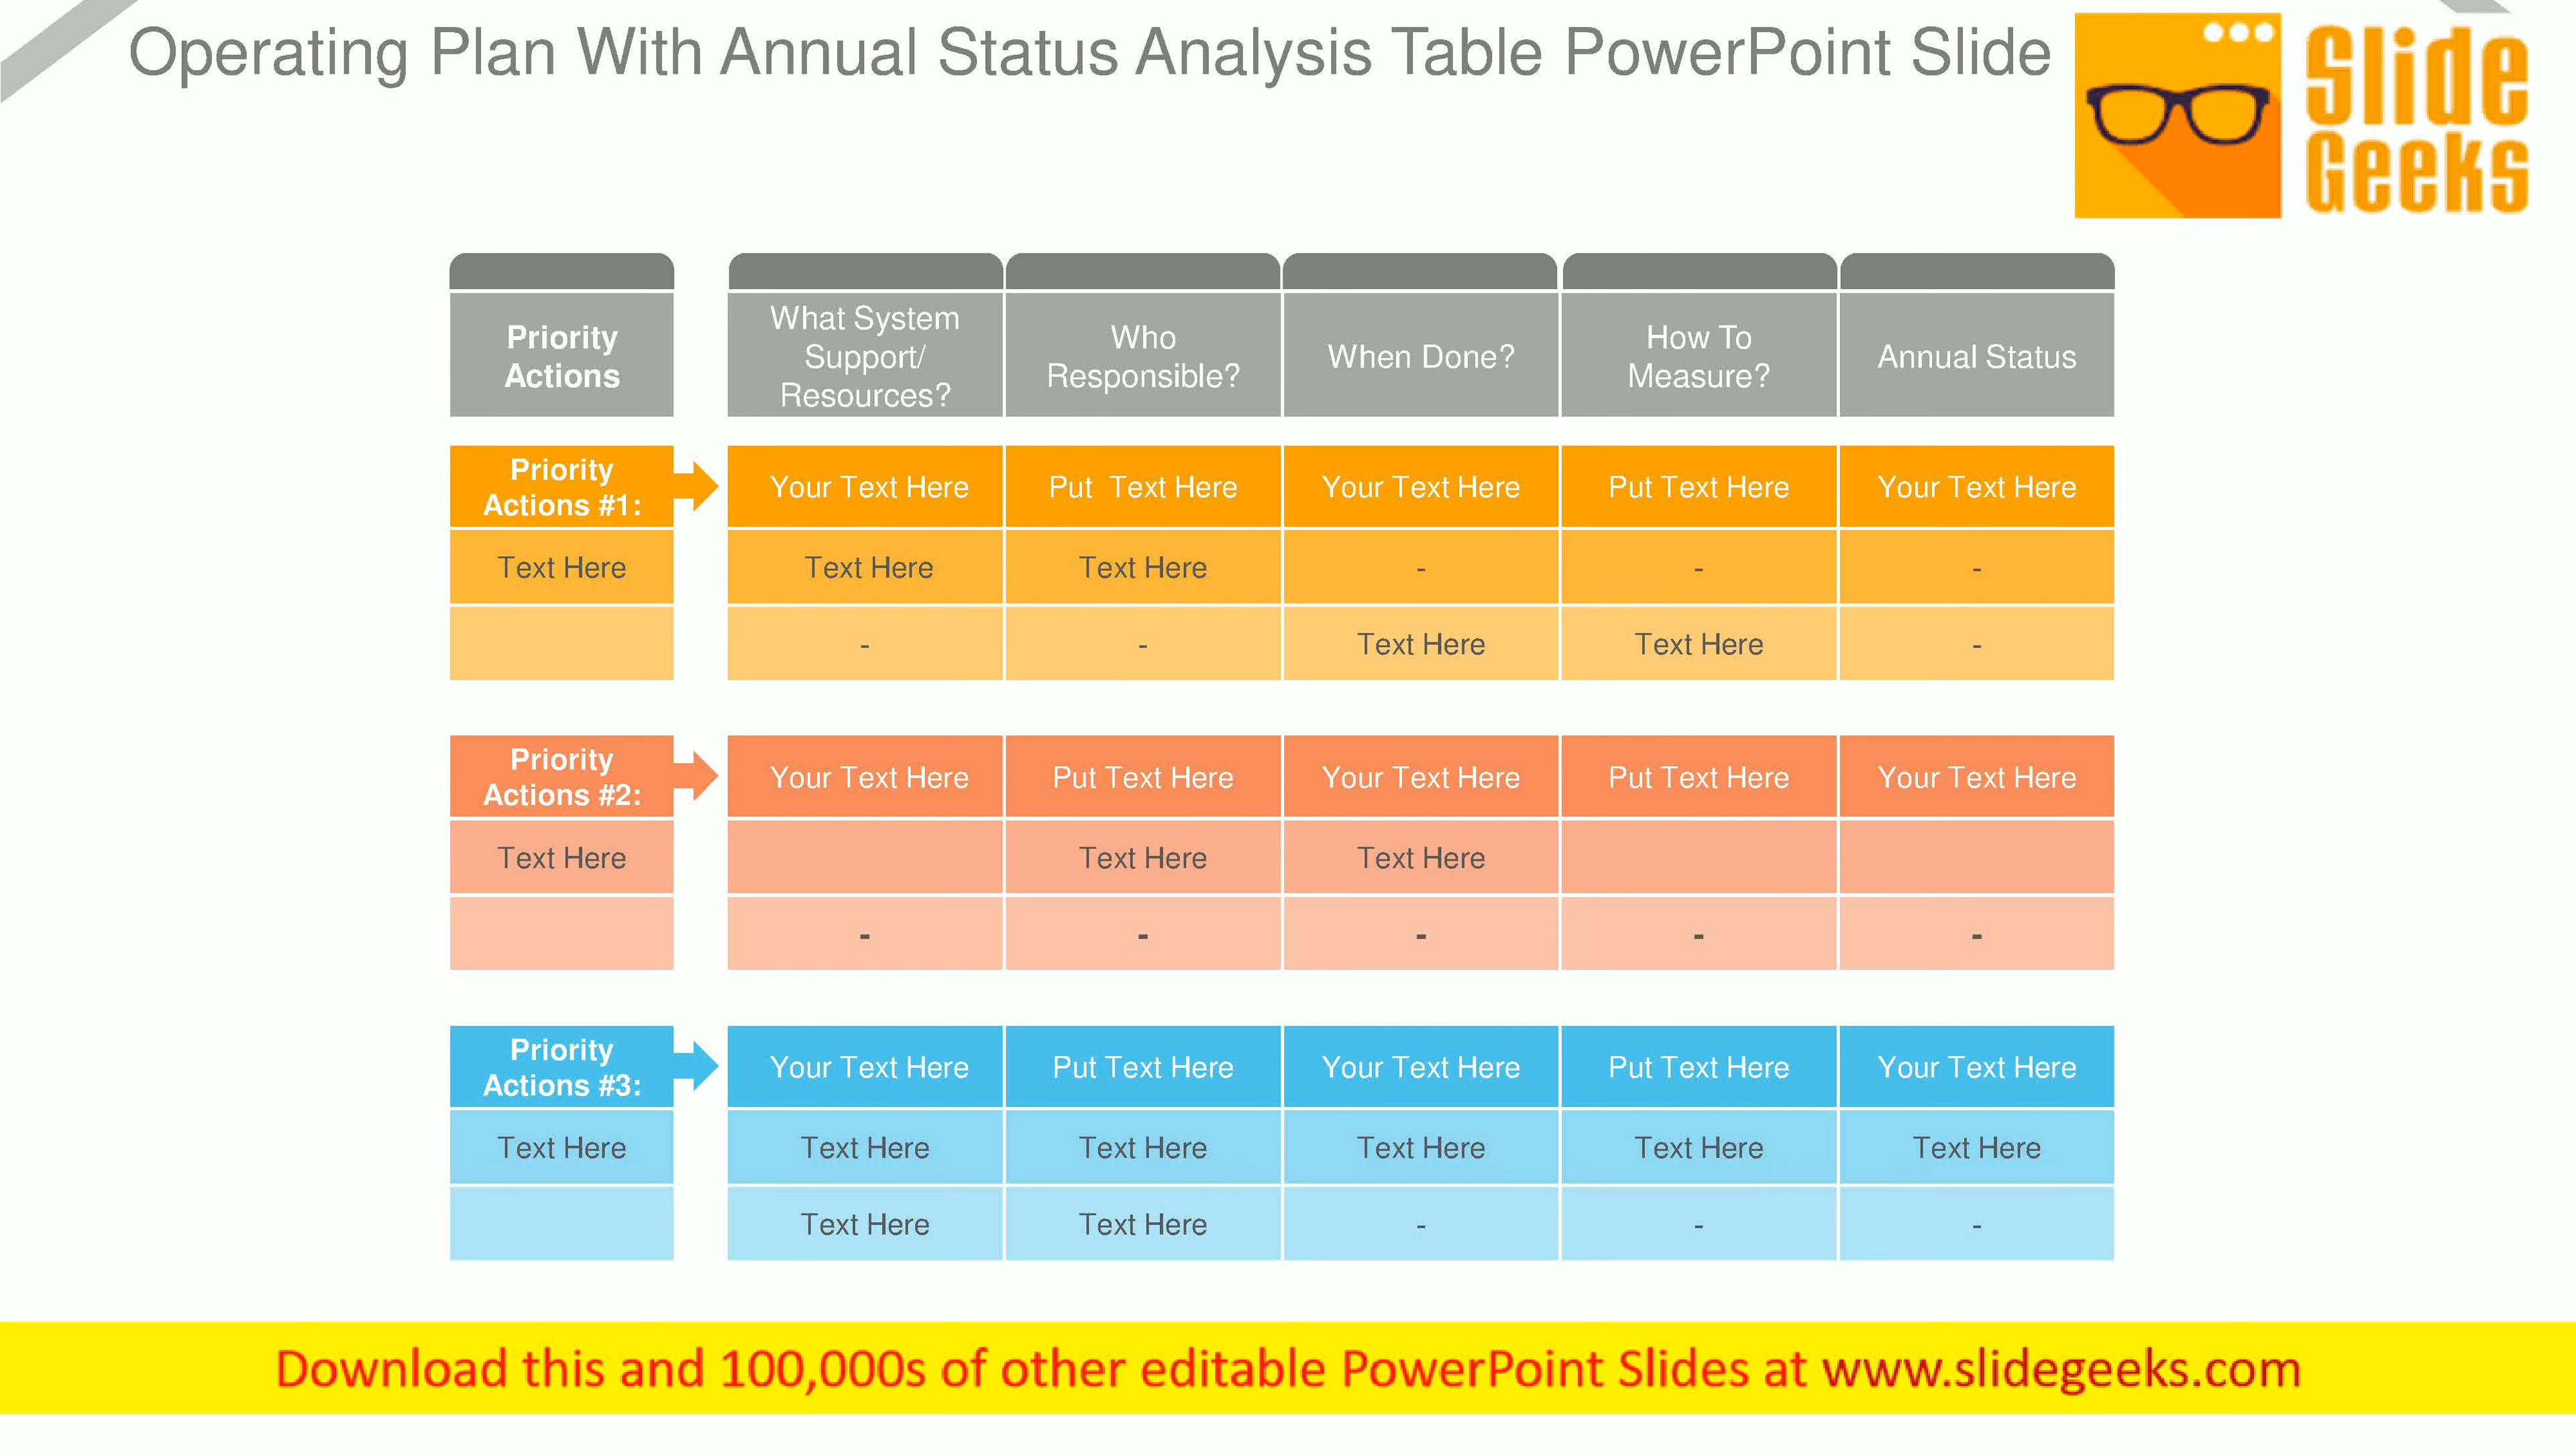 Operating Plan With Annual Status Analysis Table PowerPoint Slide
Slide
Geeks
Priority
Actions
What System
Support/
Resources?
Who
Responsible?
When Done?
How To
Measure?
Annual Status
Priority
Actions #1:
Your Text Here
Put Text Here
Your Text Here
Put Text Here
Your Text Here
Text Here
Text Here
Text Here
-
-
-
-
-
Text Here
Text Here
-
Priority
Actions #2:
Your Text Here
Put Text Here
Your Text Here
Put Text Here
Your Text Here
Text Here
Text Here
Text Here
-
-
-
-
-
Priority
Actions #3:
Your Text Here
Put Text Here
Your Text Here
Put Text Here
Your Text Here
Text Here
Text Here
Text Here
Text Here
Text Here
Text Here
Text Here
Text Here
-
-
-
Download this and 100,000s of other editable PowerPoint Slides at www.slidegeeks.com